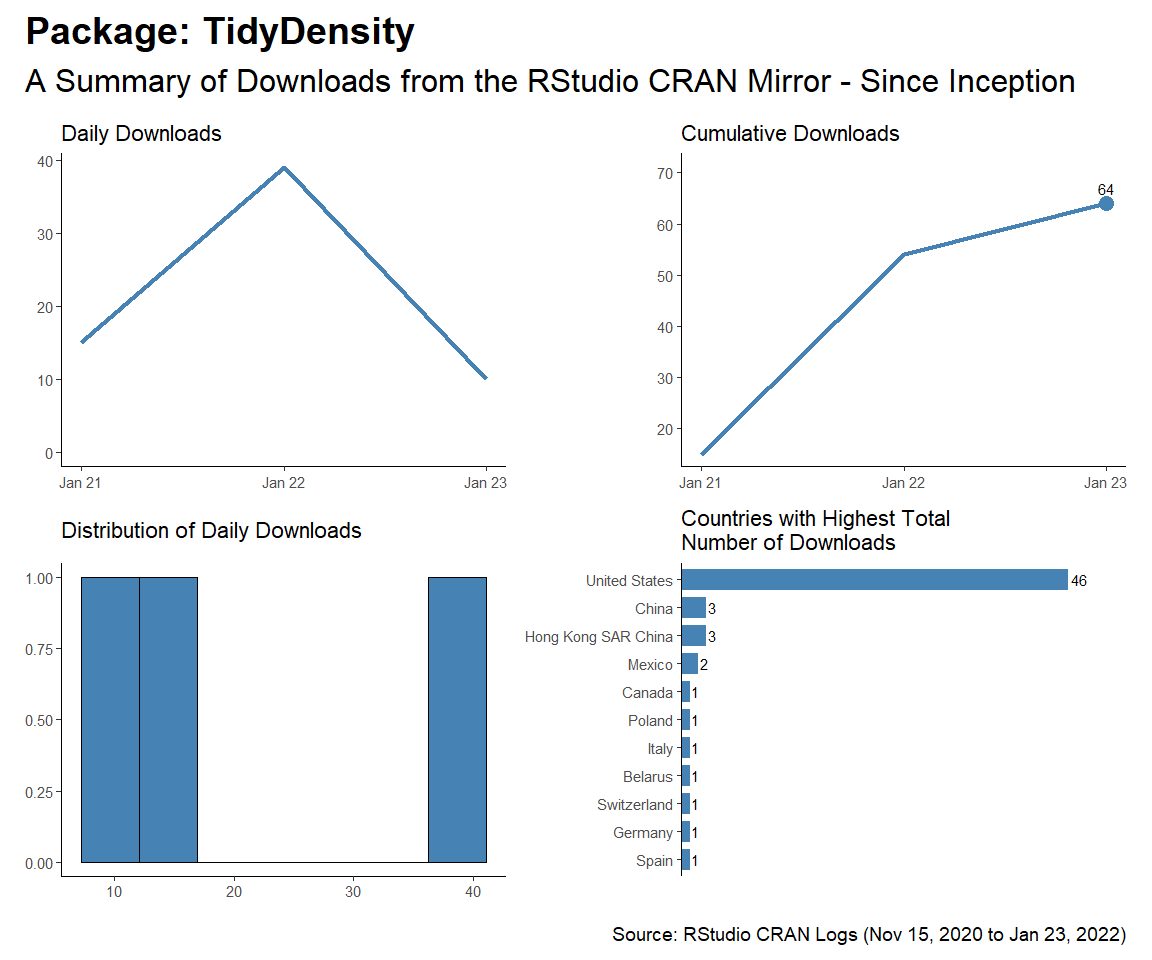 Package: TidyDensity
A Summary of Downloads from the RStudio CRAN Mirror - Since Inception
Daily Downloads
40
30
20
10
0
Jan 21 Jan 22 Jan 23
Cumulative Downloads
70
60
50
40
30
20
64
Jan 21 Jan 22 Jan 23
Distribution of Daily Downloads
1.00
0.75
0.50
0.25
0.00
10 20 30 40
Countries with Highest Total
Number of Downloads
United States 46
China 3
Hong Kong SAR China 3
Mexico 2
Canada 1
Poland 1
Italy 1
Belarus 1
Switzerland 1
Germany 1
Spain 1
Source: RStudio CRAN Logs (Nov 15, 2020 to Jan 23, 2022)